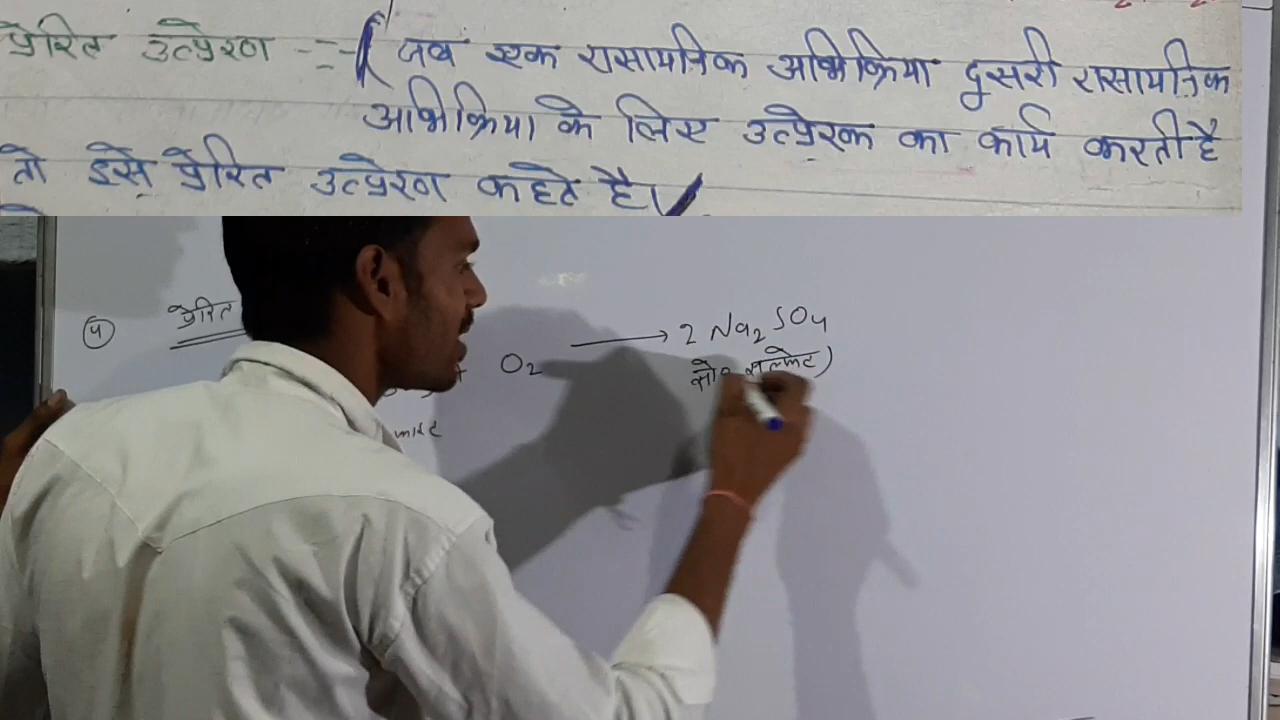 प्रेरित उत्प्रेरण -:- ( जब एक रासायनिक अभिक्रिया दुसरी रासायनिक
अभिक्रिया के लिए उत्प्रेरक का कार्य करती है
तो इसे प्रेरित उत्प्रेरण कहते है।
4 प्रेरित
O2 → 2 Na2 SO4
सल्फेट)